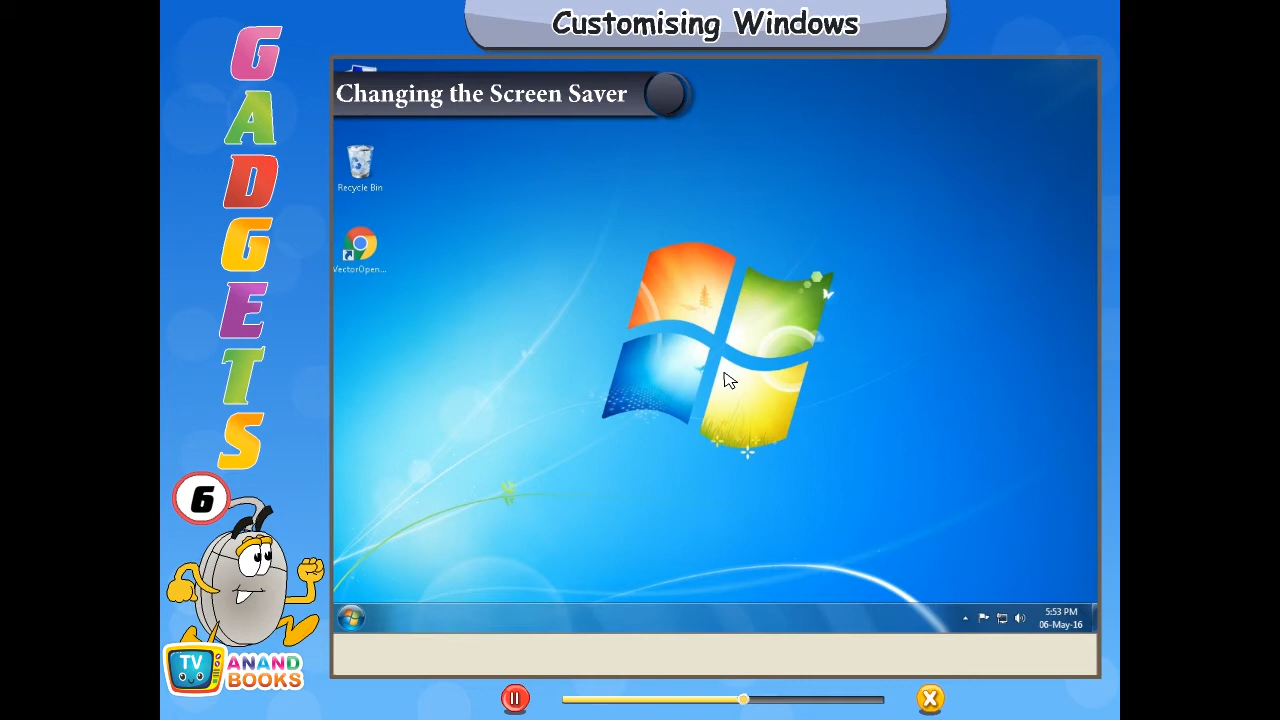 Customising Windows
GADGETS
6
Changing the Screen Saver
Recycle Bin
VectorOpen...
5:53 PM
06-May-16
TV
ANAND
BOOKS